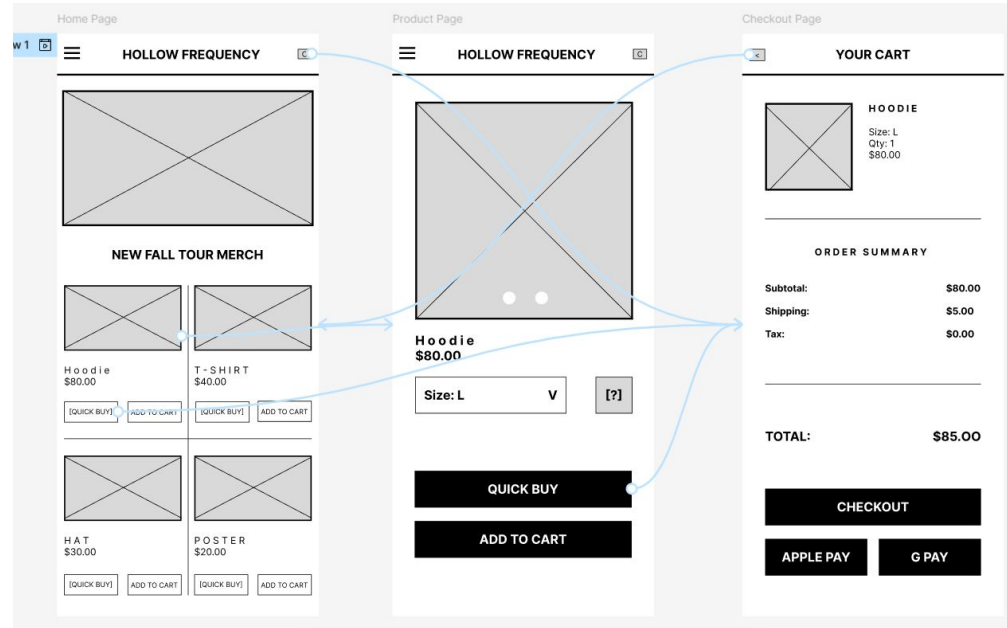 Home Page
Product Page
Checkout Page
w 1
HOLLOW FREQUENCY
C
HOLLOW FREQUENCY
C
<
YOUR CART
NEW FALL TOUR MERCH
Hoodie
$80.00
[QUICK BUY]
ADD TO CART
T-SHIRT
$40.00
[QUICK BUY]
ADD TO CART
HAT
$30.00
[QUICK BUY]
ADD TO CART
POSTER
$20.00
[QUICK BUY]
ADD TO CART
Hoodie
$80.00
Size: L
V
[?]
QUICK BUY
ADD TO CART
HOODIE
Size: L
Qty: 1
$80.00
ORDER SUMMARY
Subtotal: $80.00
Shipping: $5.00
Tax: $0.00
TOTAL: $85.00
CHECKOUT
APPLE PAY
G PAY